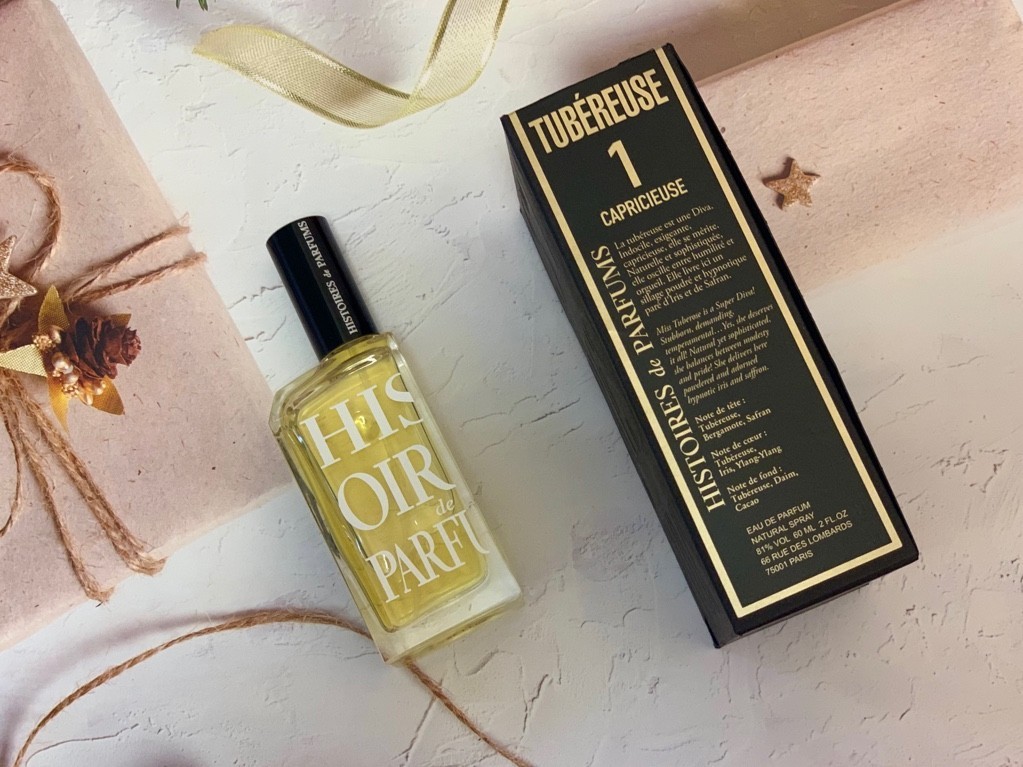 HISTOIRES de PARFUMS
HIS
OIR
de
PARFU
TUBÉREUSE
1
CAPRICIEUSE
HISTOIRES de PARFUMS
La tubéreuse est une Diva.
Indocile, exigeante,
capricieuse, elle se mérite.
Naturelle et sophistiquée,
elle oscille entre humilité et
orgueil. Elle livre ici un
sillage poudré et hypnotique
paré d'Iris et de Safran.
Miss Tuberose is a Super Diva!
Stubborn, demanding,
temperamental...Yes, she deserves
it all! Natural yet sophisticated,
she balances between modesty
and pride! She delivers here
powdered and adorned
hypnotic iris and saffron.
Note de tête :
Tubéreuse,
Bergamote, Safran
Note de cœur :
Tubéreuse,
Iris, Ylang-Ylang
Note de fond :
Tubéreuse, Daim,
Cacao
EAU DE PARFUM
NATURAL SPRAY
81% VOL 60 ML 2 FL.OZ
66 RUE DES LOMBARDS
75001 PARIS